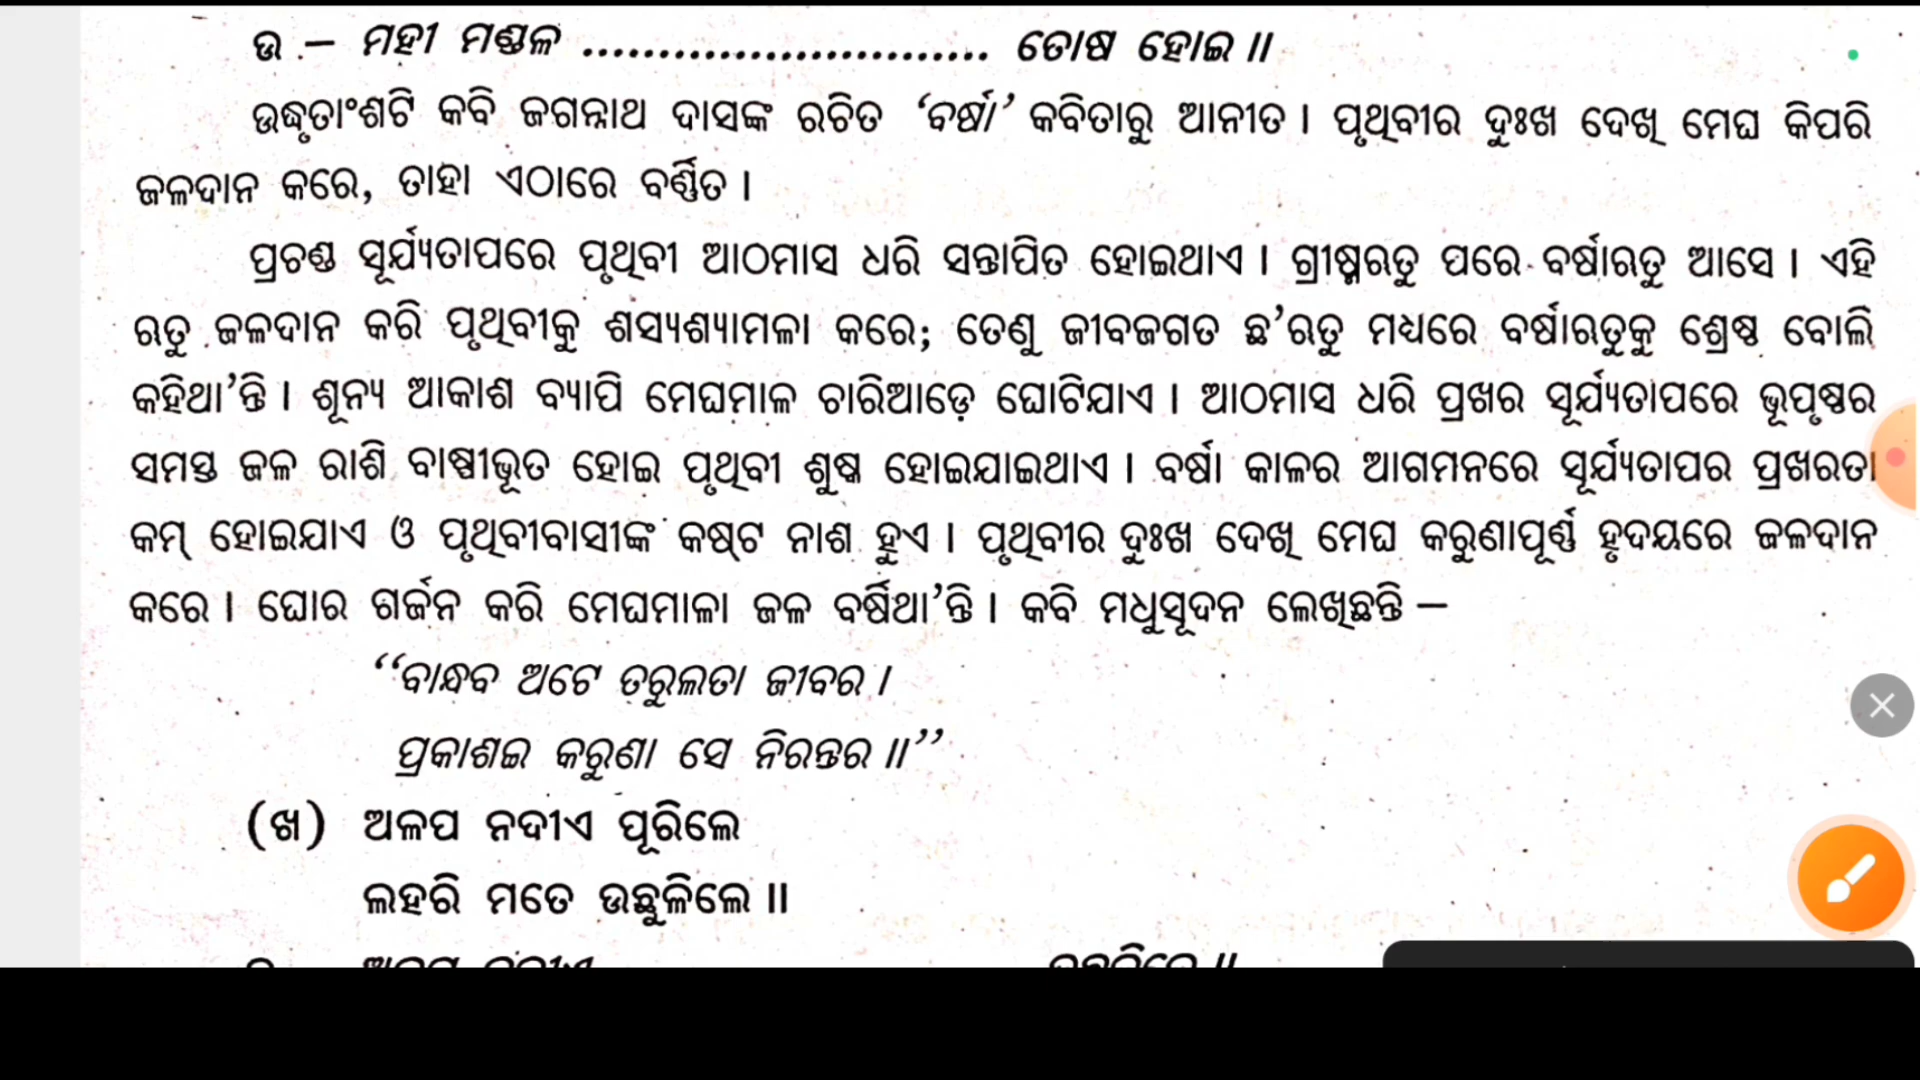 ଉ.– ମହୀ ମଣ୍ଡଳ ........................... ତୋଷ ହୋଇ ॥
ଉଦ୍ଧୃତାଂଶଟି କବି ଜଗନ୍ନାଥ ଦାସଙ୍କ ରଚିତ ‘ବର୍ଷା’ କବିତାରୁ ଆନୀତ । ପୃଥିବୀର ଦୁଃଖ ଦେଖି ମେଘ କିପରି
ଜଳଦାନ କରେ, ତାହା ଏଠାରେ ବର୍ଣ୍ଣିତ ।
ପ୍ରଚଣ୍ଡ ସୂର୍ଯ୍ୟତାପରେ ପୃଥିବୀ ଆଠମାସ ଧରି ସନ୍ତାପିତ ହୋଇଥାଏ । ଗ୍ରୀଷ୍ମଋତୁ ପରେ ବର୍ଷାଋତୁ ଆସେ । ଏହି
ଋତୁ ଜଳଦାନ କରି ପୃଥିବୀକୁ ଶସ୍ୟଶ୍ୟାମଳା କରେ; ତେଣୁ ଜୀବଜଗତ ଛ’ଋତୁ ମଧ୍ୟରେ ବର୍ଷାଋତୁକୁ ଶ୍ରେଷ୍ଠ ବୋଲି
କହିଥା’ନ୍ତି । ଶୂନ୍ୟ ଆକାଶ ବ୍ୟାପି ମେଘମାଳ ଚାରିଆଡ଼େ ଘୋଟିଯାଏ । ଆଠମାସ ଧରି ପ୍ରଖର ସୂର୍ଯ୍ୟତାପରେ ଭୂପୃଷ୍ଠର
ସମସ୍ତ ଜଳ ରାଶି ବାଷ୍ପୀଭୂତ ହୋଇ ପୃଥିବୀ ଶୁଷ୍କ ହୋଇଯାଇଥାଏ । ବର୍ଷା କାଳର ଆଗମନରେ ସୂର୍ଯ୍ୟତାପର ପ୍ରଖରତା
କମ୍ ହୋଇଯାଏ ଓ ପୃଥିବୀବାସୀଙ୍କ କଷ୍ଟ ନାଶ ହୁଏ । ପୃଥିବୀର ଦୁଃଖ ଦେଖି ମେଘ କରୁଣାପୂର୍ଣ୍ଣ ହୃଦୟରେ ଜଳଦାନ
କରେ । ଘୋର ଗର୍ଜନ କରି ମେଘମାଳା ଜଳ ବର୍ଷିଥା’ନ୍ତି । କବି ମଧୁସୂଦନ ଲେଖିଛନ୍ତି –
“ବାନ୍ଧବ ଅଟେ ତରୁଲତା ଜୀବର ।
ପ୍ରକାଶଇ କରୁଣା ସେ ନିରନ୍ତର ॥”
(ଖ) ଅଳପ ନଦୀଏ ପୂରିଲେ
ଲହରି ମତେ ଉଛୁଳିଲେ ॥